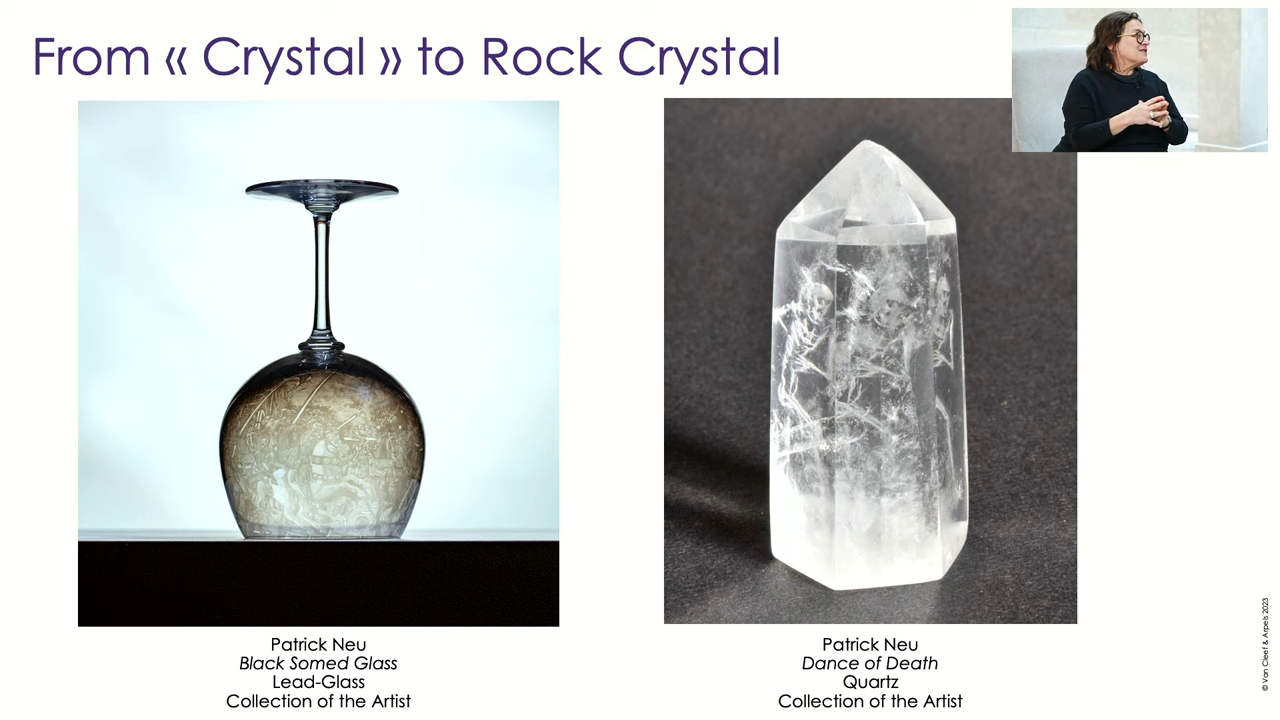 From « Crystal » to Rock Crystal
Patrick Neu
Black Somed Glass
Lead-Glass
Collection of the Artist
Patrick Neu
Dance of Death
Quartz
Collection of the Artist
© Van Cleef & Arpels 2023